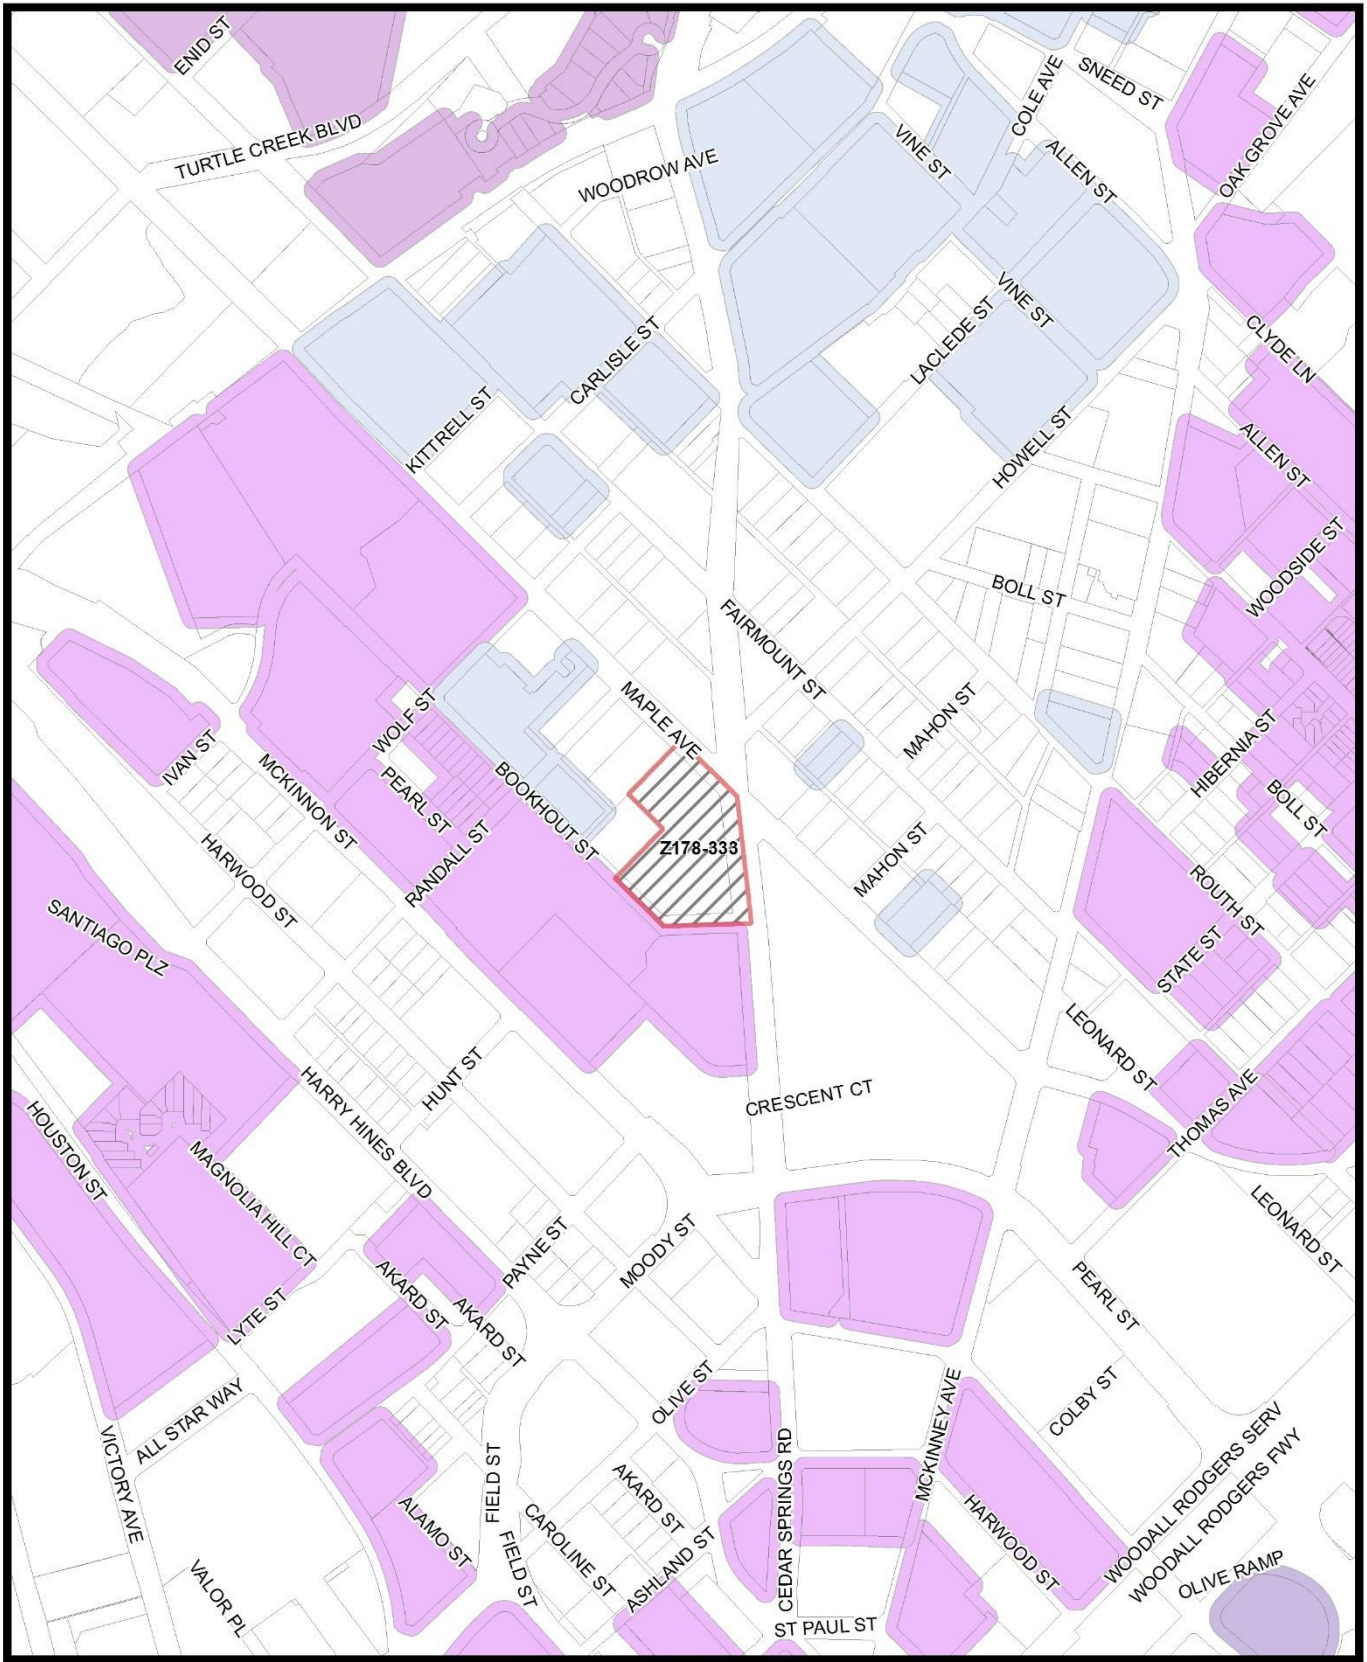 ENID ST
TURTLE CREEK BLVD
WOODROW AVE
COLE AVE
SNEED ST
VINE ST
ALLEN ST
OAK GROVE AVE
VINE ST
LACLEDE ST
CLYDE LN
CARLISLE ST
KITTRELL ST
HOWELL ST
ALLEN ST
WOODSIDE ST
BOLL ST
FAIRMOUNT ST
MAPLE AVE
MAHON ST
WOLF ST
IVAN ST
MCKINNON ST
PEARL ST
BOOKHOUT ST
HIBERNIA ST
BOLL ST
RANDALL ST
Z178-333
MAHON ST
HARWOOD ST
ROUTH ST
STATE ST
SANTIAGO PLZ
LEONARD ST
HUNT ST
CRESCENT CT
HARRY HINES BLVD
THOMAS AVE
HOUSTON ST
MAGNOLIA HILL CT
LEONARD ST
PAYNE ST
MOODY ST
PEARL ST
AKARD ST
AKARD ST
LYTE ST
OLIVE ST
COLBY ST
MCKINNEY AVE
ALL STAR WAY
VICTORY AVE
FIELD ST
CEDAR SPRINGS RD
WOODALL RODGERS SERV
WOODALL RODGERS FWY
AKARD ST
HARWOOD ST
ALAMO ST
FIELD ST
CAROLINE ST
ASHLAND ST
OLIVE RAMP
VALOR PL
ST PAUL ST